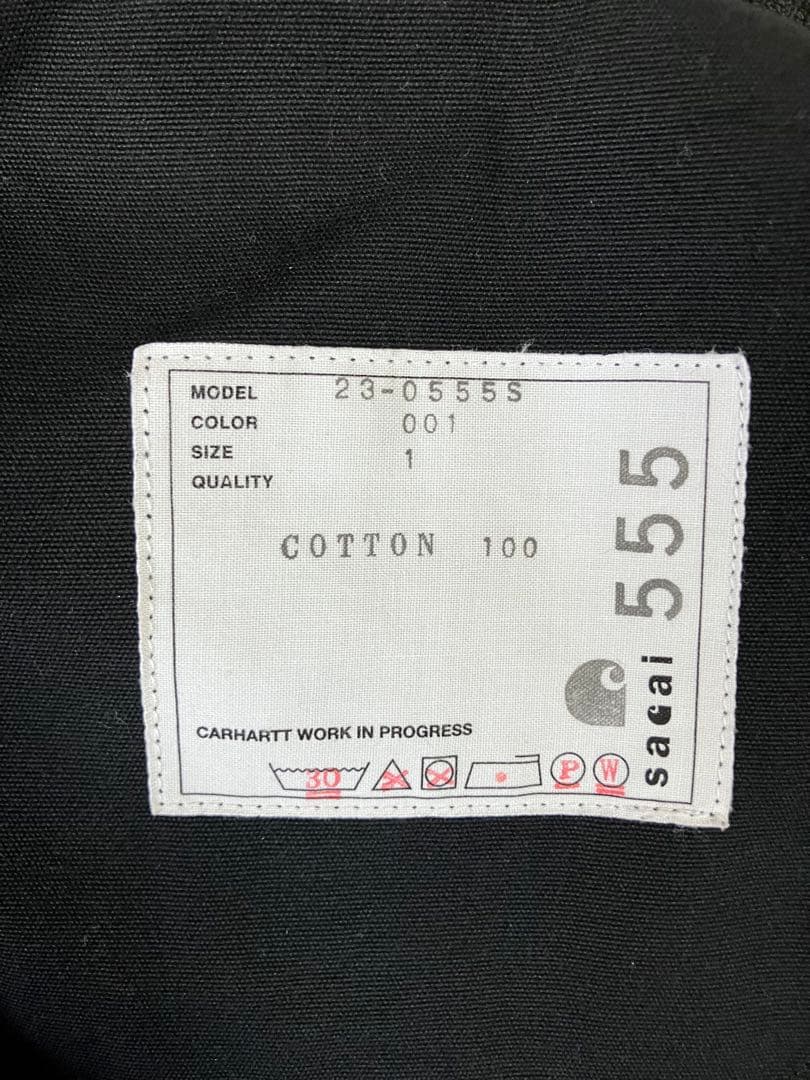 MODEL 23-0555S
COLOR 001
SIZE 1
QUALITY
COTTON 100
CARHARTT WORK IN PROGRESS
30 P W
sacai 555